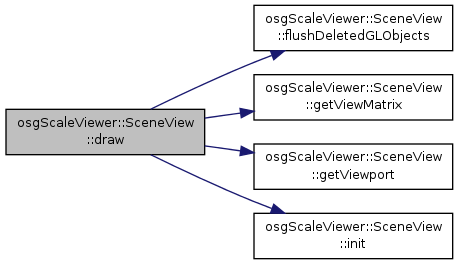 osgScaleViewer::SceneView
::flushDeletedGLObjects
osgScaleViewer::SceneView
::getViewMatrix
osgScaleViewer::SceneView
::draw
osgScaleViewer::SceneView
::getViewport
osgScaleViewer::SceneView
::init